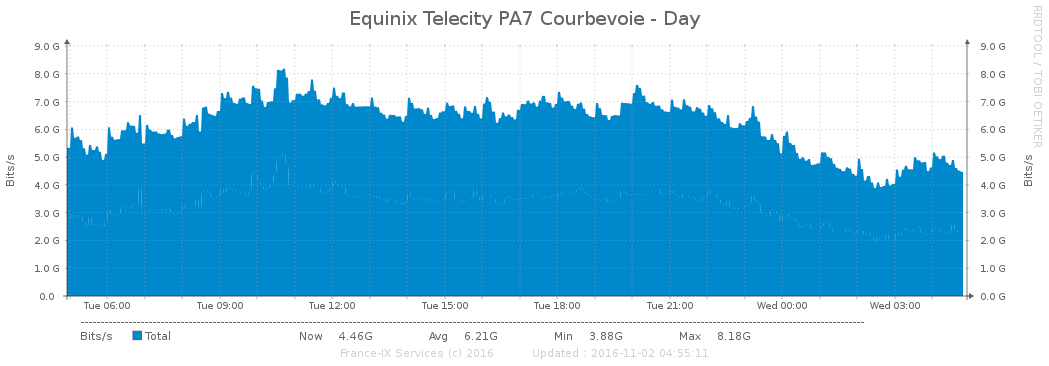 Equinix Telecity PA7 Courbevoie - Day
RRDTOOL / TOBI OETIKER
9.0 G 9.0 G
8.0 G 8.0 G
7.0 G 7.0 G
6.0 G 6.0 G
5.0 G 5.0 G
4.0 G 4.0 G
3.0 G 3.0 G
2.0 G 2.0 G
1.0 G 1.0 G
0.0 0.0 G
Bits/s
Bits/s
Tue 06:00 Tue 09:00 Tue 12:00 Tue 15:00 Tue 18:00 Tue 21:00 Wed 00:00 Wed 03:00
Bits/s Total Now 4.46G Avg 6.21G Min 3.88G Max 8.18G
France-IX Services (c) 2016 Updated : 2016-11-02 04:55:11